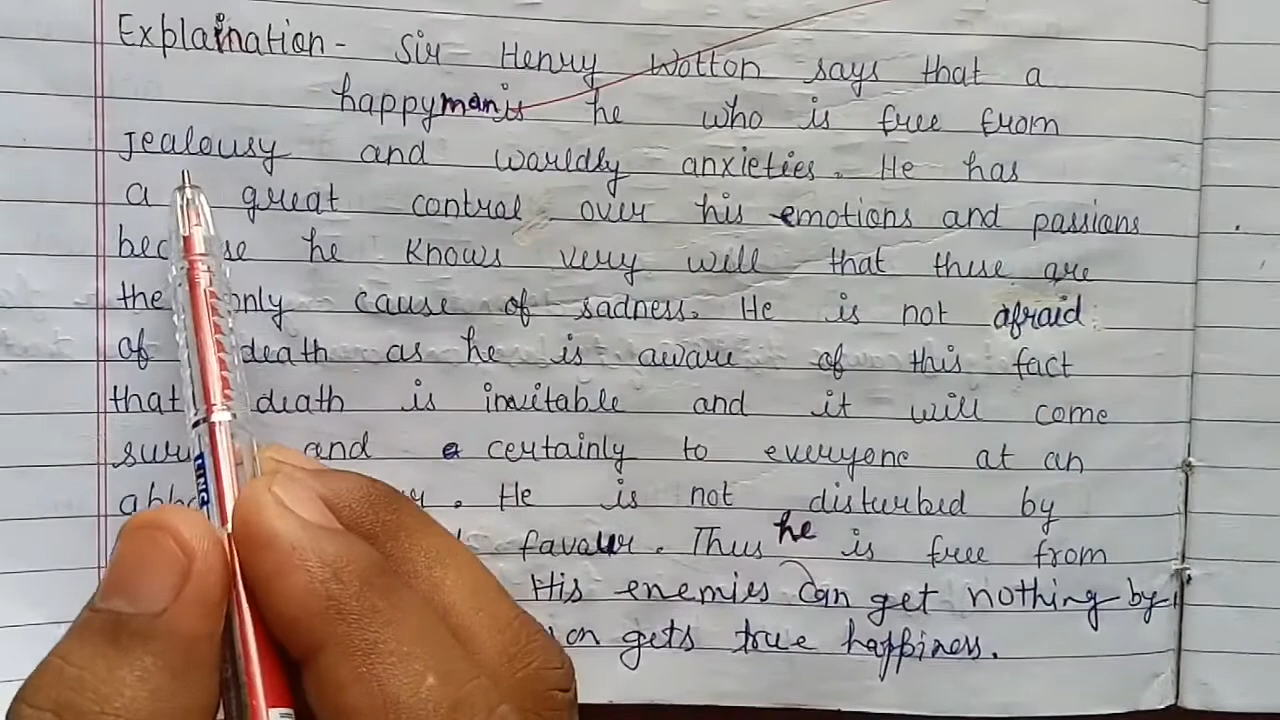 Explaination - Sir Henry Wotton says that a
happy man is he who is free from
Jealousy and worldly anxieties. He has
a great control over his emotions and passions
he knows very well that these are
the only cause of sadness. He is not afraid
of death as he is aware of this fact
that death is inevitable and it will come
and certainly to everyone at an
He is not disturbed by
favour. Thus he is free from
His enemies can get nothing by
gets true happiness.
LINC